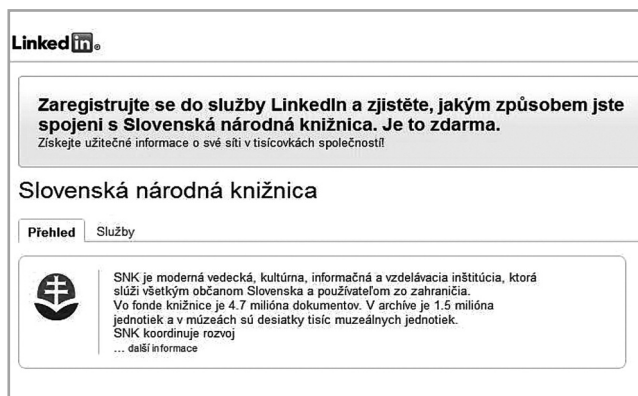 Linked in®
Zaregistrujte se do služby LinkedIn a zjistěte, jakým způsobem jste
spojeni s Slovenská národná knižnica. Je to zdarma.
Získejte užitečné informace o své síti v tisícovkách společností!
Slovenská národná knižnica
Přehled Služby
SNK je moderná vedecká, kultúrna, informačná a vzdelávacia inštitúcia, ktorá
slúži všetkým občanom Slovenska a používateľom zo zahraničia.
Vo fonde knižnice je 4.7 milióna dokumentov. V archíve je 1.5 milióna
jednotiek a v múzeách sú desiatky tisíc muzeálnych jednotiek.
SNK koordinuje rozvoj
... další informace